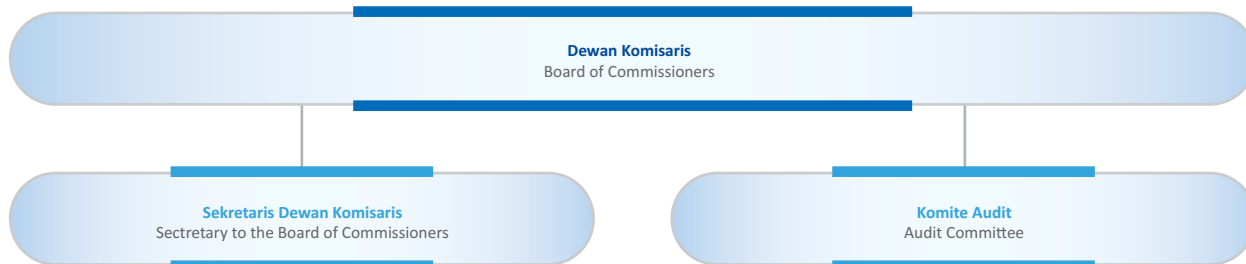 Dewan Komisaris
Board of Commissioners
Sekretaris Dewan Komisaris
Sectretary to the Board of Commissioners
Komite Audit
Audit Committee